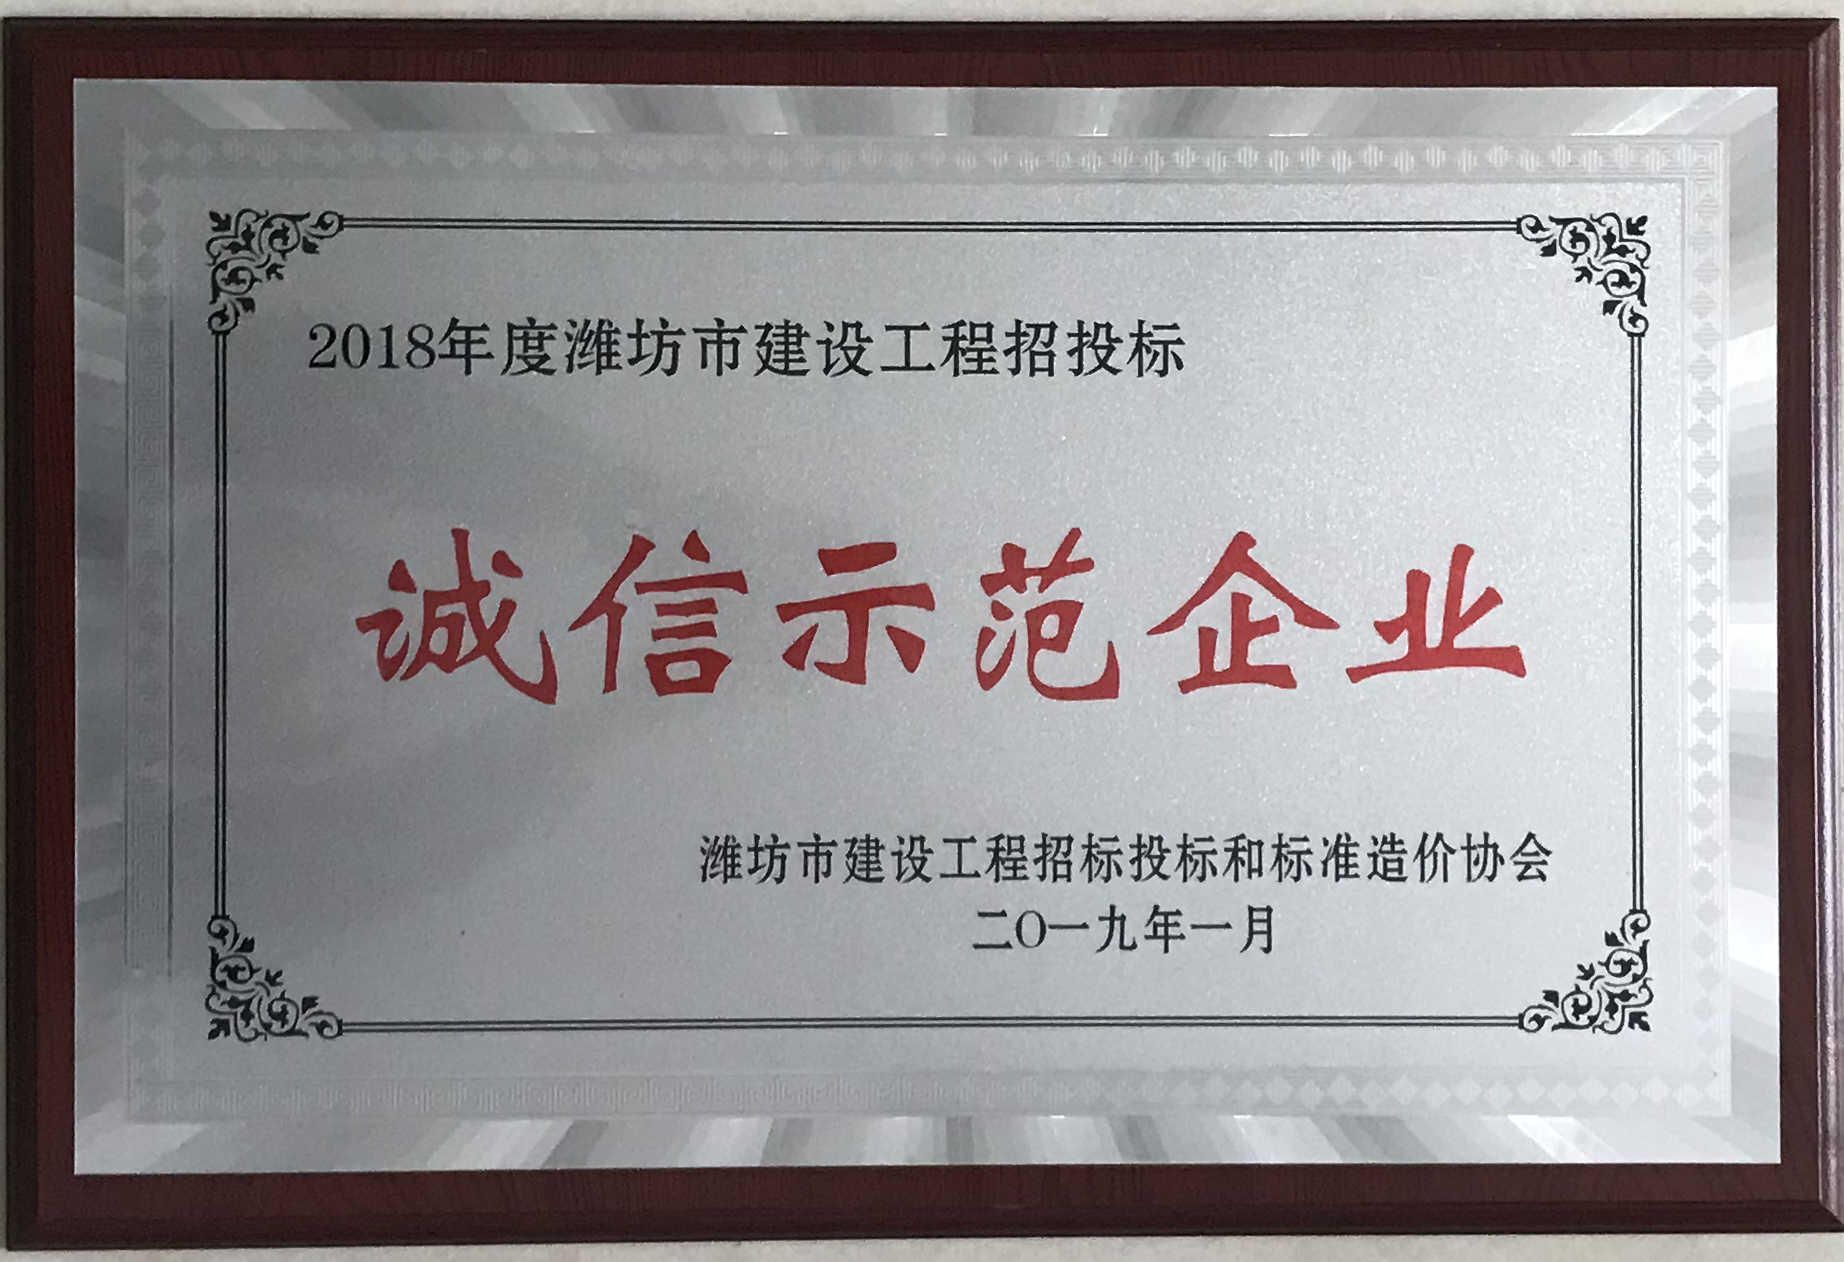 2018年度潍坊市建设工程招投标
诚信示范企业
潍坊市建设工程招标投标和标准造价协会
二〇一九年一月